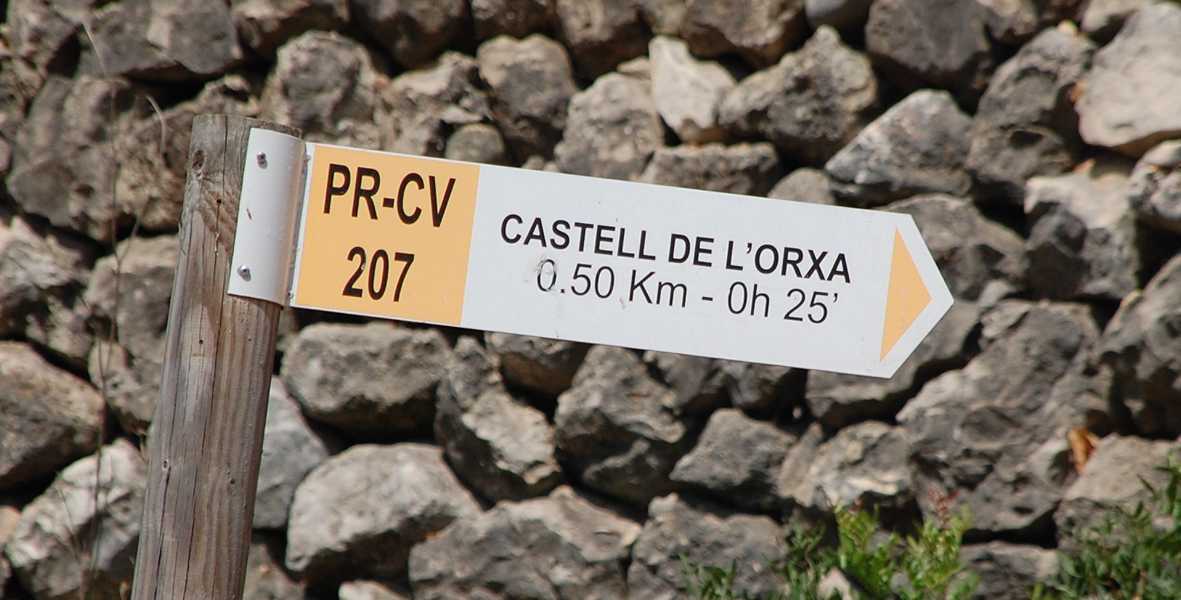 PR-CV
207
CASTELL DE L'ORXA
0.50 Km - 0h 25'